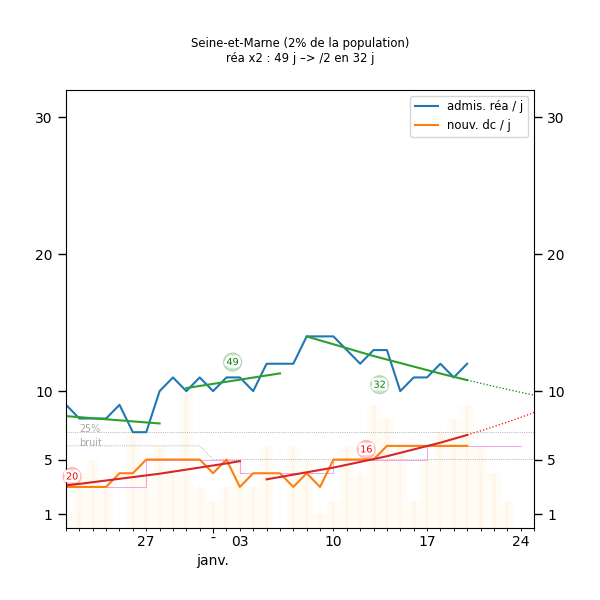 Seine-et-Marne (2% de la population)
réa x2 : 49 j –> /2 en 32 j
admis. réa / j
nouv. dc / j
30 30
20 20
10 10
5 5
1 1
49
32
16
20
25%
bruit
27 - 03 10 17 24
janv.